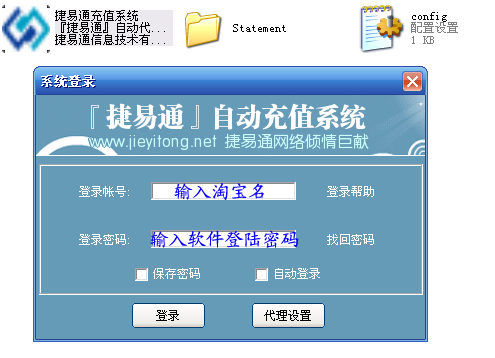 捷易通充值系统
『捷易通』自动代...
捷易通信息技术有...
Statement
config
配置设置
1 KB
系统登录
『捷易通』自动充值系统
www.jieyitong.net 捷易通网络倾情巨献
登录帐号: 输入淘宝名 登录帮助
登录密码: 输入软件登陆密码 找回密码
保存密码 自动登录
登录 代理设置